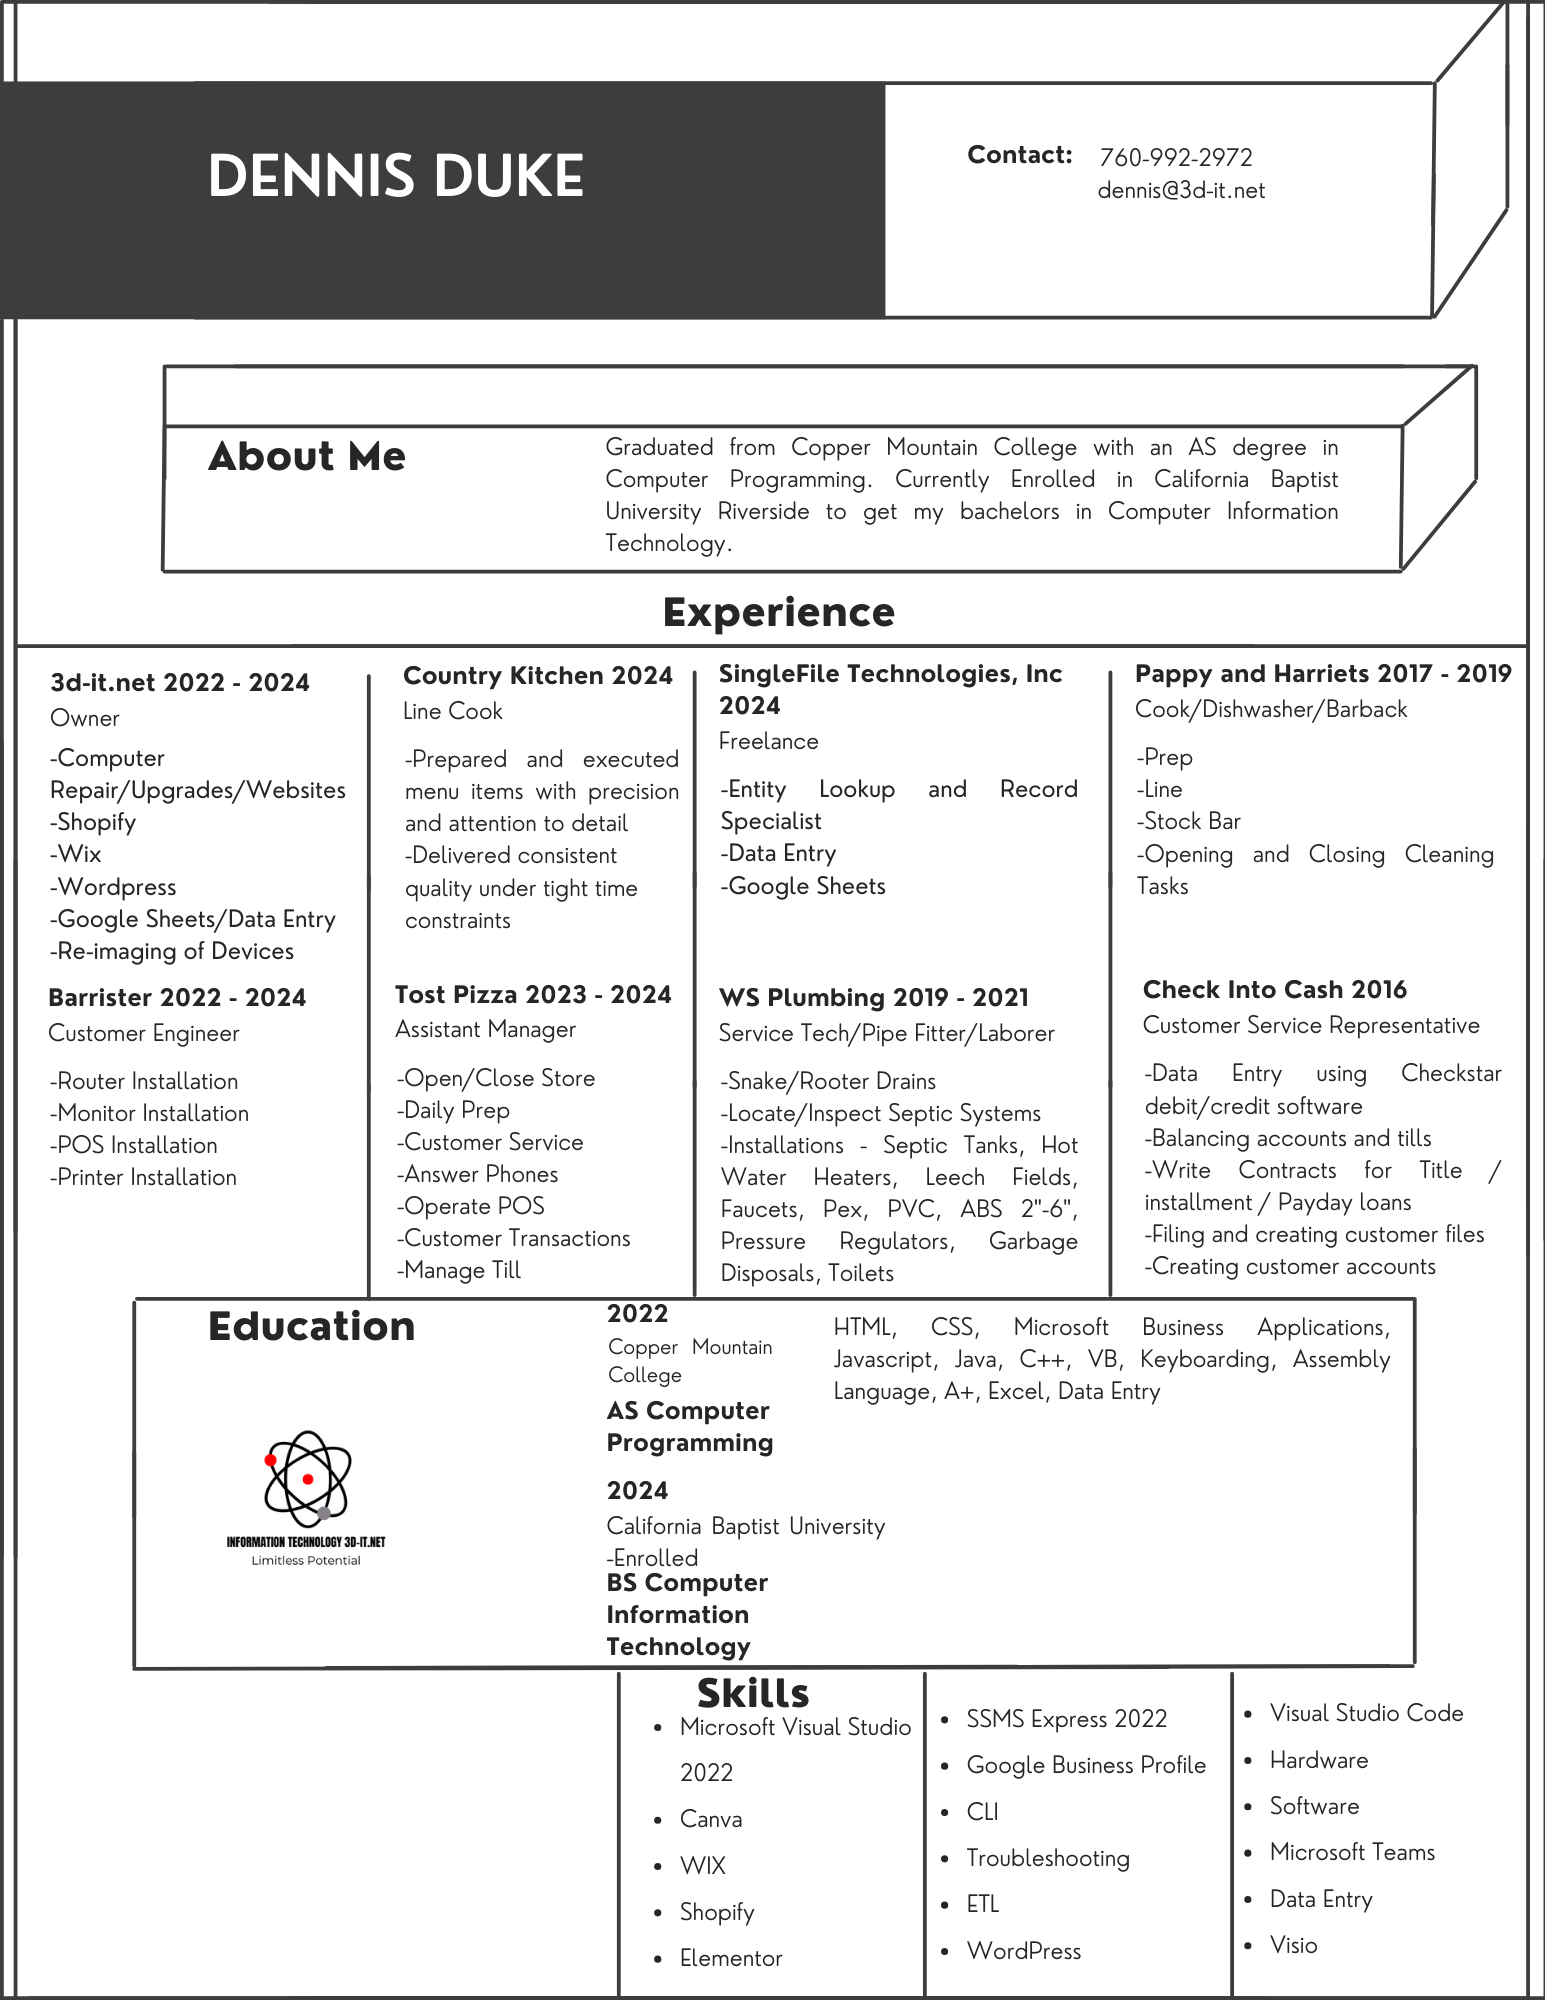 DENNIS DUKE
Contact:
760-992-2972
dennis@3d-it.net
About Me
Graduated from Copper Mountain College with an AS degree in
Computer Programming. Currently Enrolled in California Baptist
University Riverside to get my bachelors in Computer Information
Technology.
Experience
3d-it.net 2022 - 2024
Owner
-Computer
Repair/Upgrades/Websites
-Shopify
-Wix
-Wordpress
-Google Sheets/Data Entry
-Re-imaging of Devices
Barrister 2022 - 2024
Customer Engineer
-Router Installation
-Monitor Installation
-POS Installation
-Printer Installation
Country Kitchen 2024
Line Cook
-Prepared and executed
menu items with precision
and attention to detail
-Delivered consistent
quality under tight time
constraints
Tost Pizza 2023 - 2024
Assistant Manager
-Open/Close Store
-Daily Prep
-Customer Service
-Answer Phones
-Operate POS
-Customer Transactions
-Manage Till
SingleFile Technologies, Inc
2024
Freelance
-Entity Lookup and Record
Specialist
-Data Entry
-Google Sheets
WS Plumbing 2019 - 2021
Service Tech/Pipe Fitter/Laborer
-Snake/Rooter Drains
-Locate/Inspect Septic Systems
-Installations - Septic Tanks, Hot
Water Heaters, Leech Fields,
Faucets, Pex, PVC, ABS 2"-6",
Pressure Regulators, Garbage
Disposals, Toilets
Pappy and Harriets 2017 - 2019
Cook/Dishwasher/Barback
-Prep
-Line
-Stock Bar
-Opening and Closing Cleaning
Tasks
Check Into Cash 2016
Customer Service Representative
-Data Entry using Checkstar
debit/credit software
-Balancing accounts and tills
-Write Contracts for Title /
installment / Payday loans
-Filing and creating customer files
-Creating customer accounts
Education
INFORMATION TECHNOLOGY 3D-IT.NET
Limitless Potential
2022
Copper Mountain
College
AS Computer
Programming
HTML, CSS, Microsoft Business Applications,
Javascript, Java, C++, VB, Keyboarding, Assembly
Language, A+, Excel, Data Entry
2024
California Baptist University
-Enrolled
BS Computer
Information
Technology
Skills
• Microsoft Visual Studio
2022
• Canva
• WIX
• Shopify
• Elementor
• SSMS Express 2022
• Google Business Profile
• CLI
• Troubleshooting
• ETL
• WordPress
• Visual Studio Code
• Hardware
• Software
• Microsoft Teams
• Data Entry
• Visio